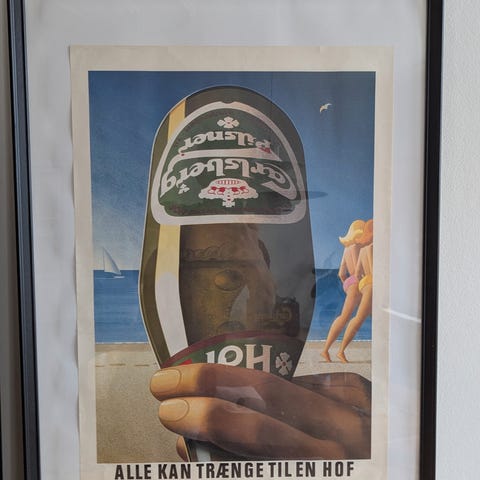 Pilsner
Carlsberg
Hof
ALLE KAN TRÆNGE TIL EN HOF